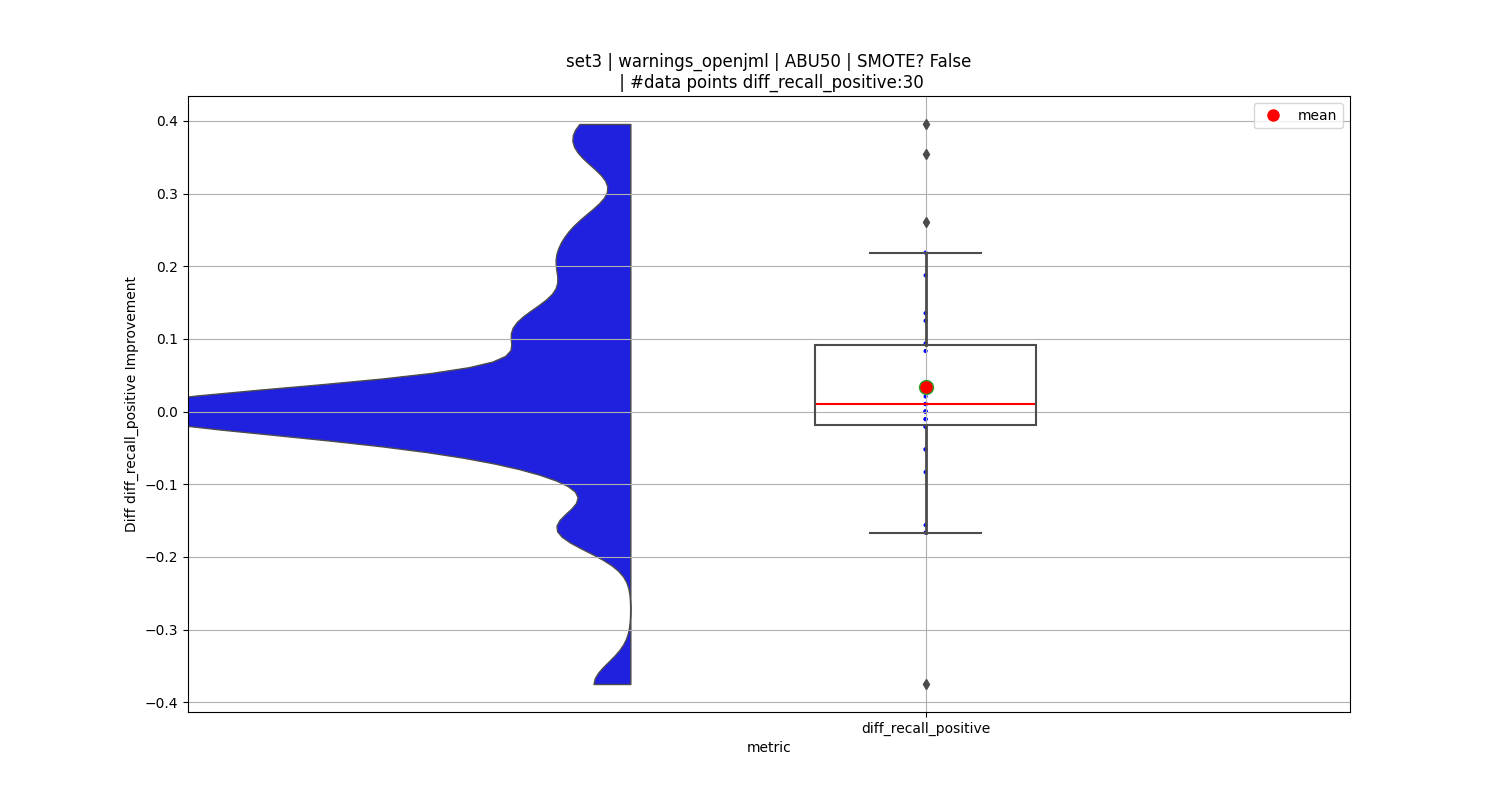 set3 | warnings_openjml | ABU50 | SMOTE? False
| #data points diff_recall_positive:30
mean
0.4
0.3
0.2
0.1
0.0
−0.1
−0.2
−0.3
−0.4
Diff diff_recall_positive Improvement
diff_recall_positive
metric